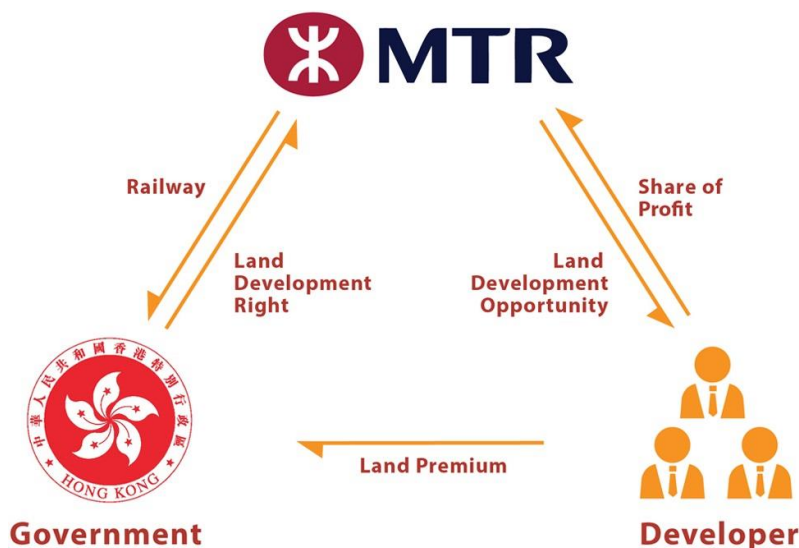 MTR
Railway
Share of
Profit
Land
Development
Right
Land
Development
Opportunity
中華人民共和國香港特別行政區
HONG KONG
Land Premium
Government
Developer